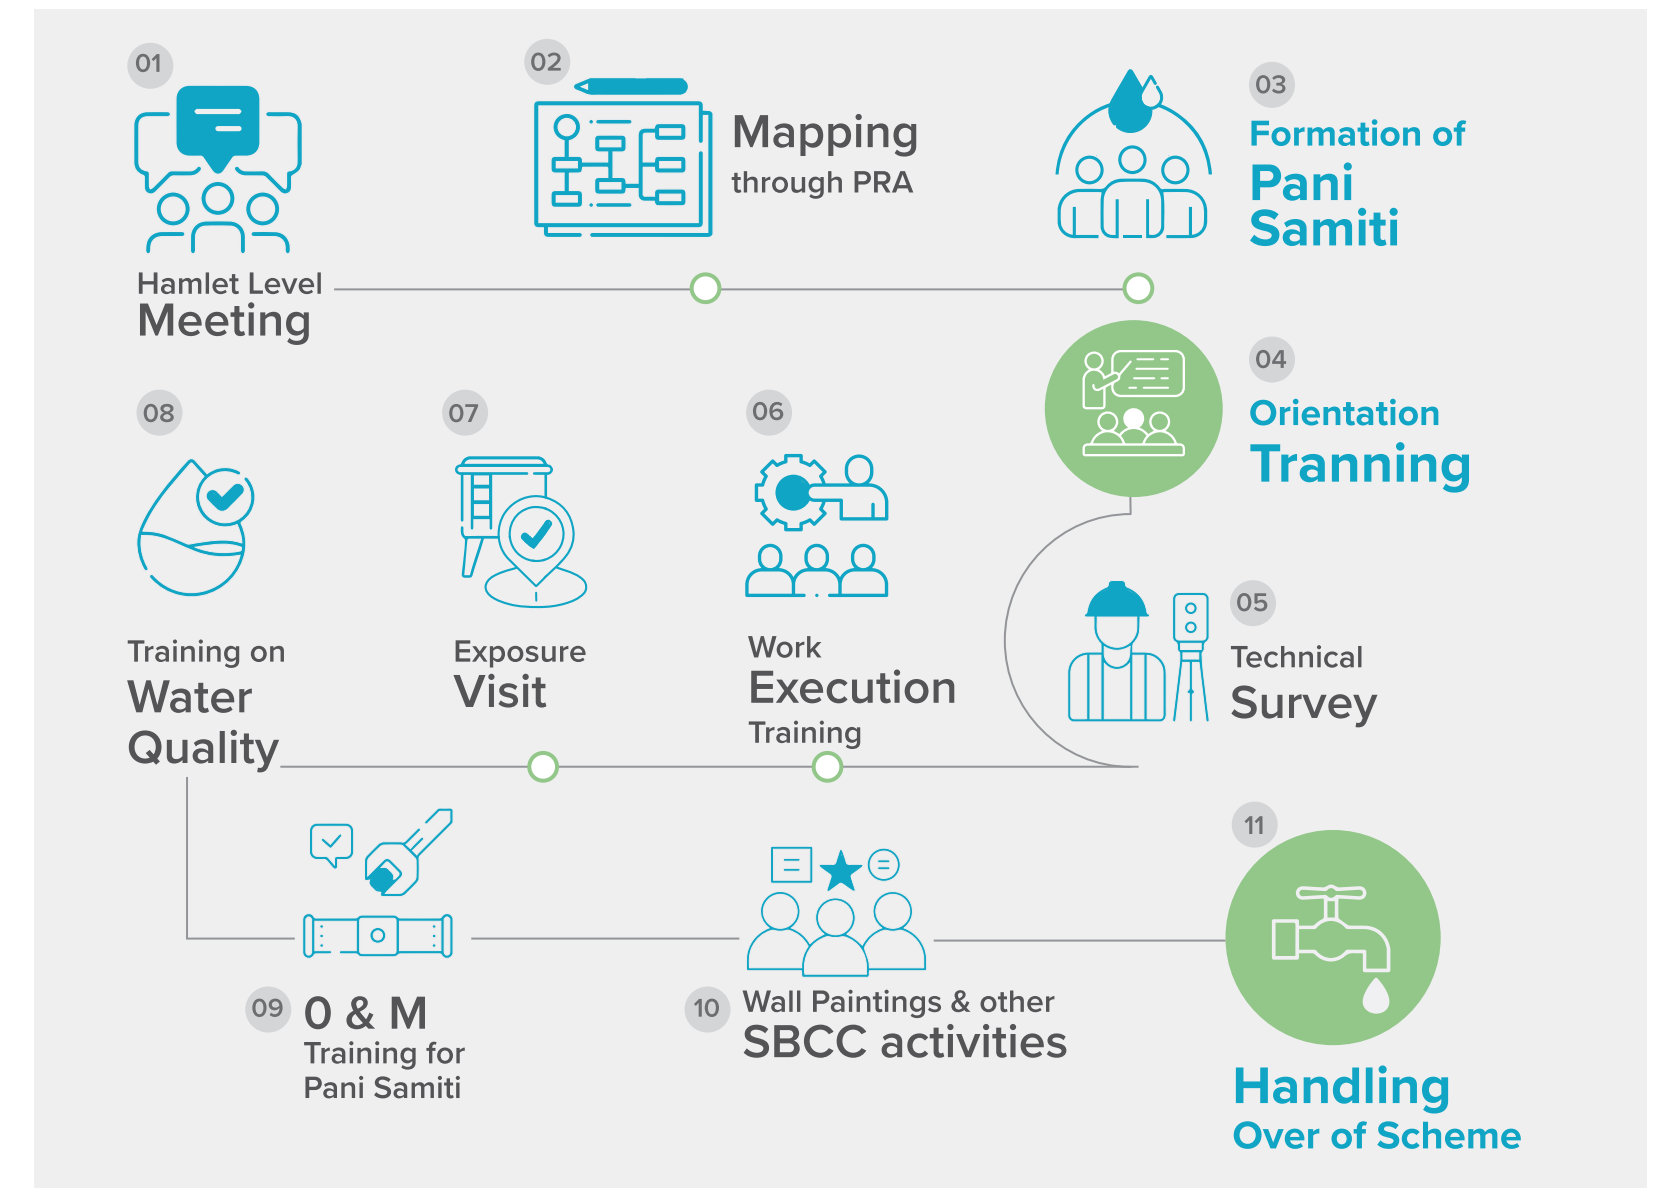 01
Hamlet Level
Meeting
02
Mapping
through PRA
03
Formation of
Pani
Samiti
04
Orientation
Tranning
05
Technical
Survey
06
Work
Execution
Training
07
Exposure
Visit
08
Training on
Water
Quality
09
0 & M
Training for
Pani Samiti
10
Wall Paintings & other
SBCC activities
11
Handling
Over of Scheme